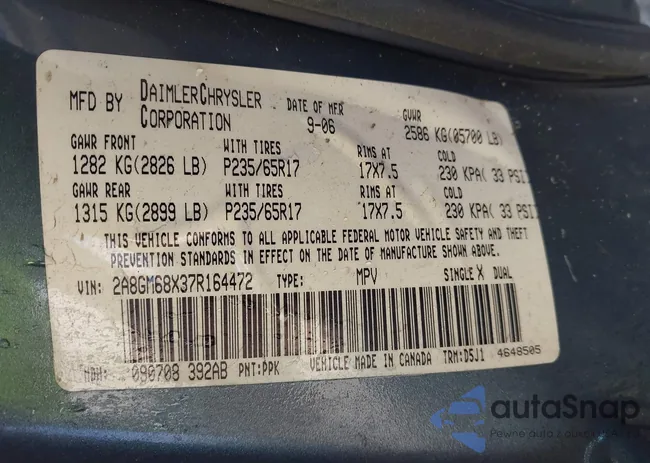 MFD BY DAIMLERCHRYSLER CORPORATION DATE OF MFR 9-06 GVWR 2586 KG(05700 LB)
GAWR FRONT WITH TIRES RIMS AT COLD
1282 KG(2826 LB) P235/65R17 17X7.5 230 KPA( 33 PSI)
GAWR REAR WITH TIRES RIMS AT COLD
1315 KG(2899 LB) P235/65R17 17X7.5 230 KPA( 33 PSI)
THIS VEHICLE CONFORMS TO ALL APPLICABLE FEDERAL MOTOR VEHICLE SAFETY AND THEFT
PREVENTION STANDARDS IN EFFECT ON THE DATE OF MANUFACTURE SHOWN ABOVE.
VIN: 2A8GM68X37R164472 TYPE: MPV SINGLE X DUAL
MDH: 090708 392AB PNT:PPK VEHICLE MADE IN CANADA TRM:D5J1 4648505
autaSnap
Pewne auto z